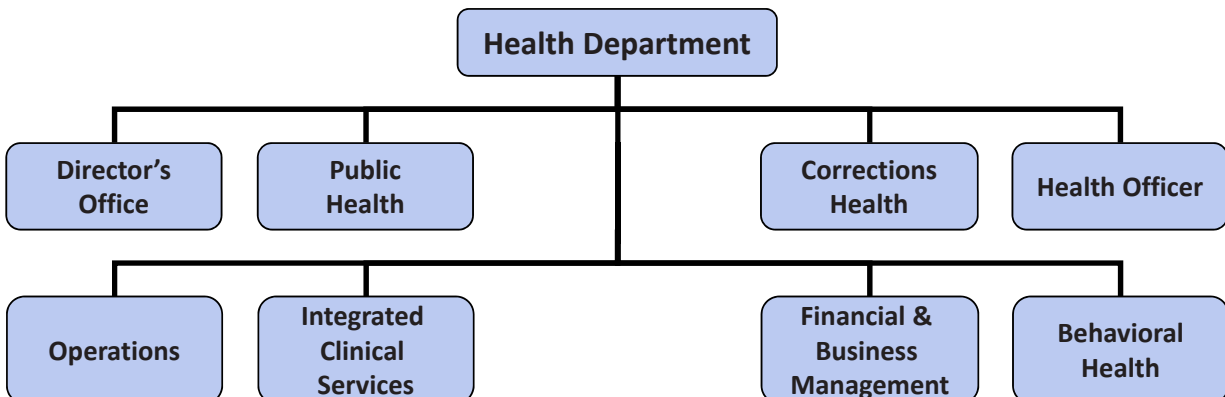 Health Department
Director’s
Office
Public
Health
Corrections
Health
Health Officer
Operations
Integrated
Clinical
Services
Financial &
Business
Management
Behavioral
Health